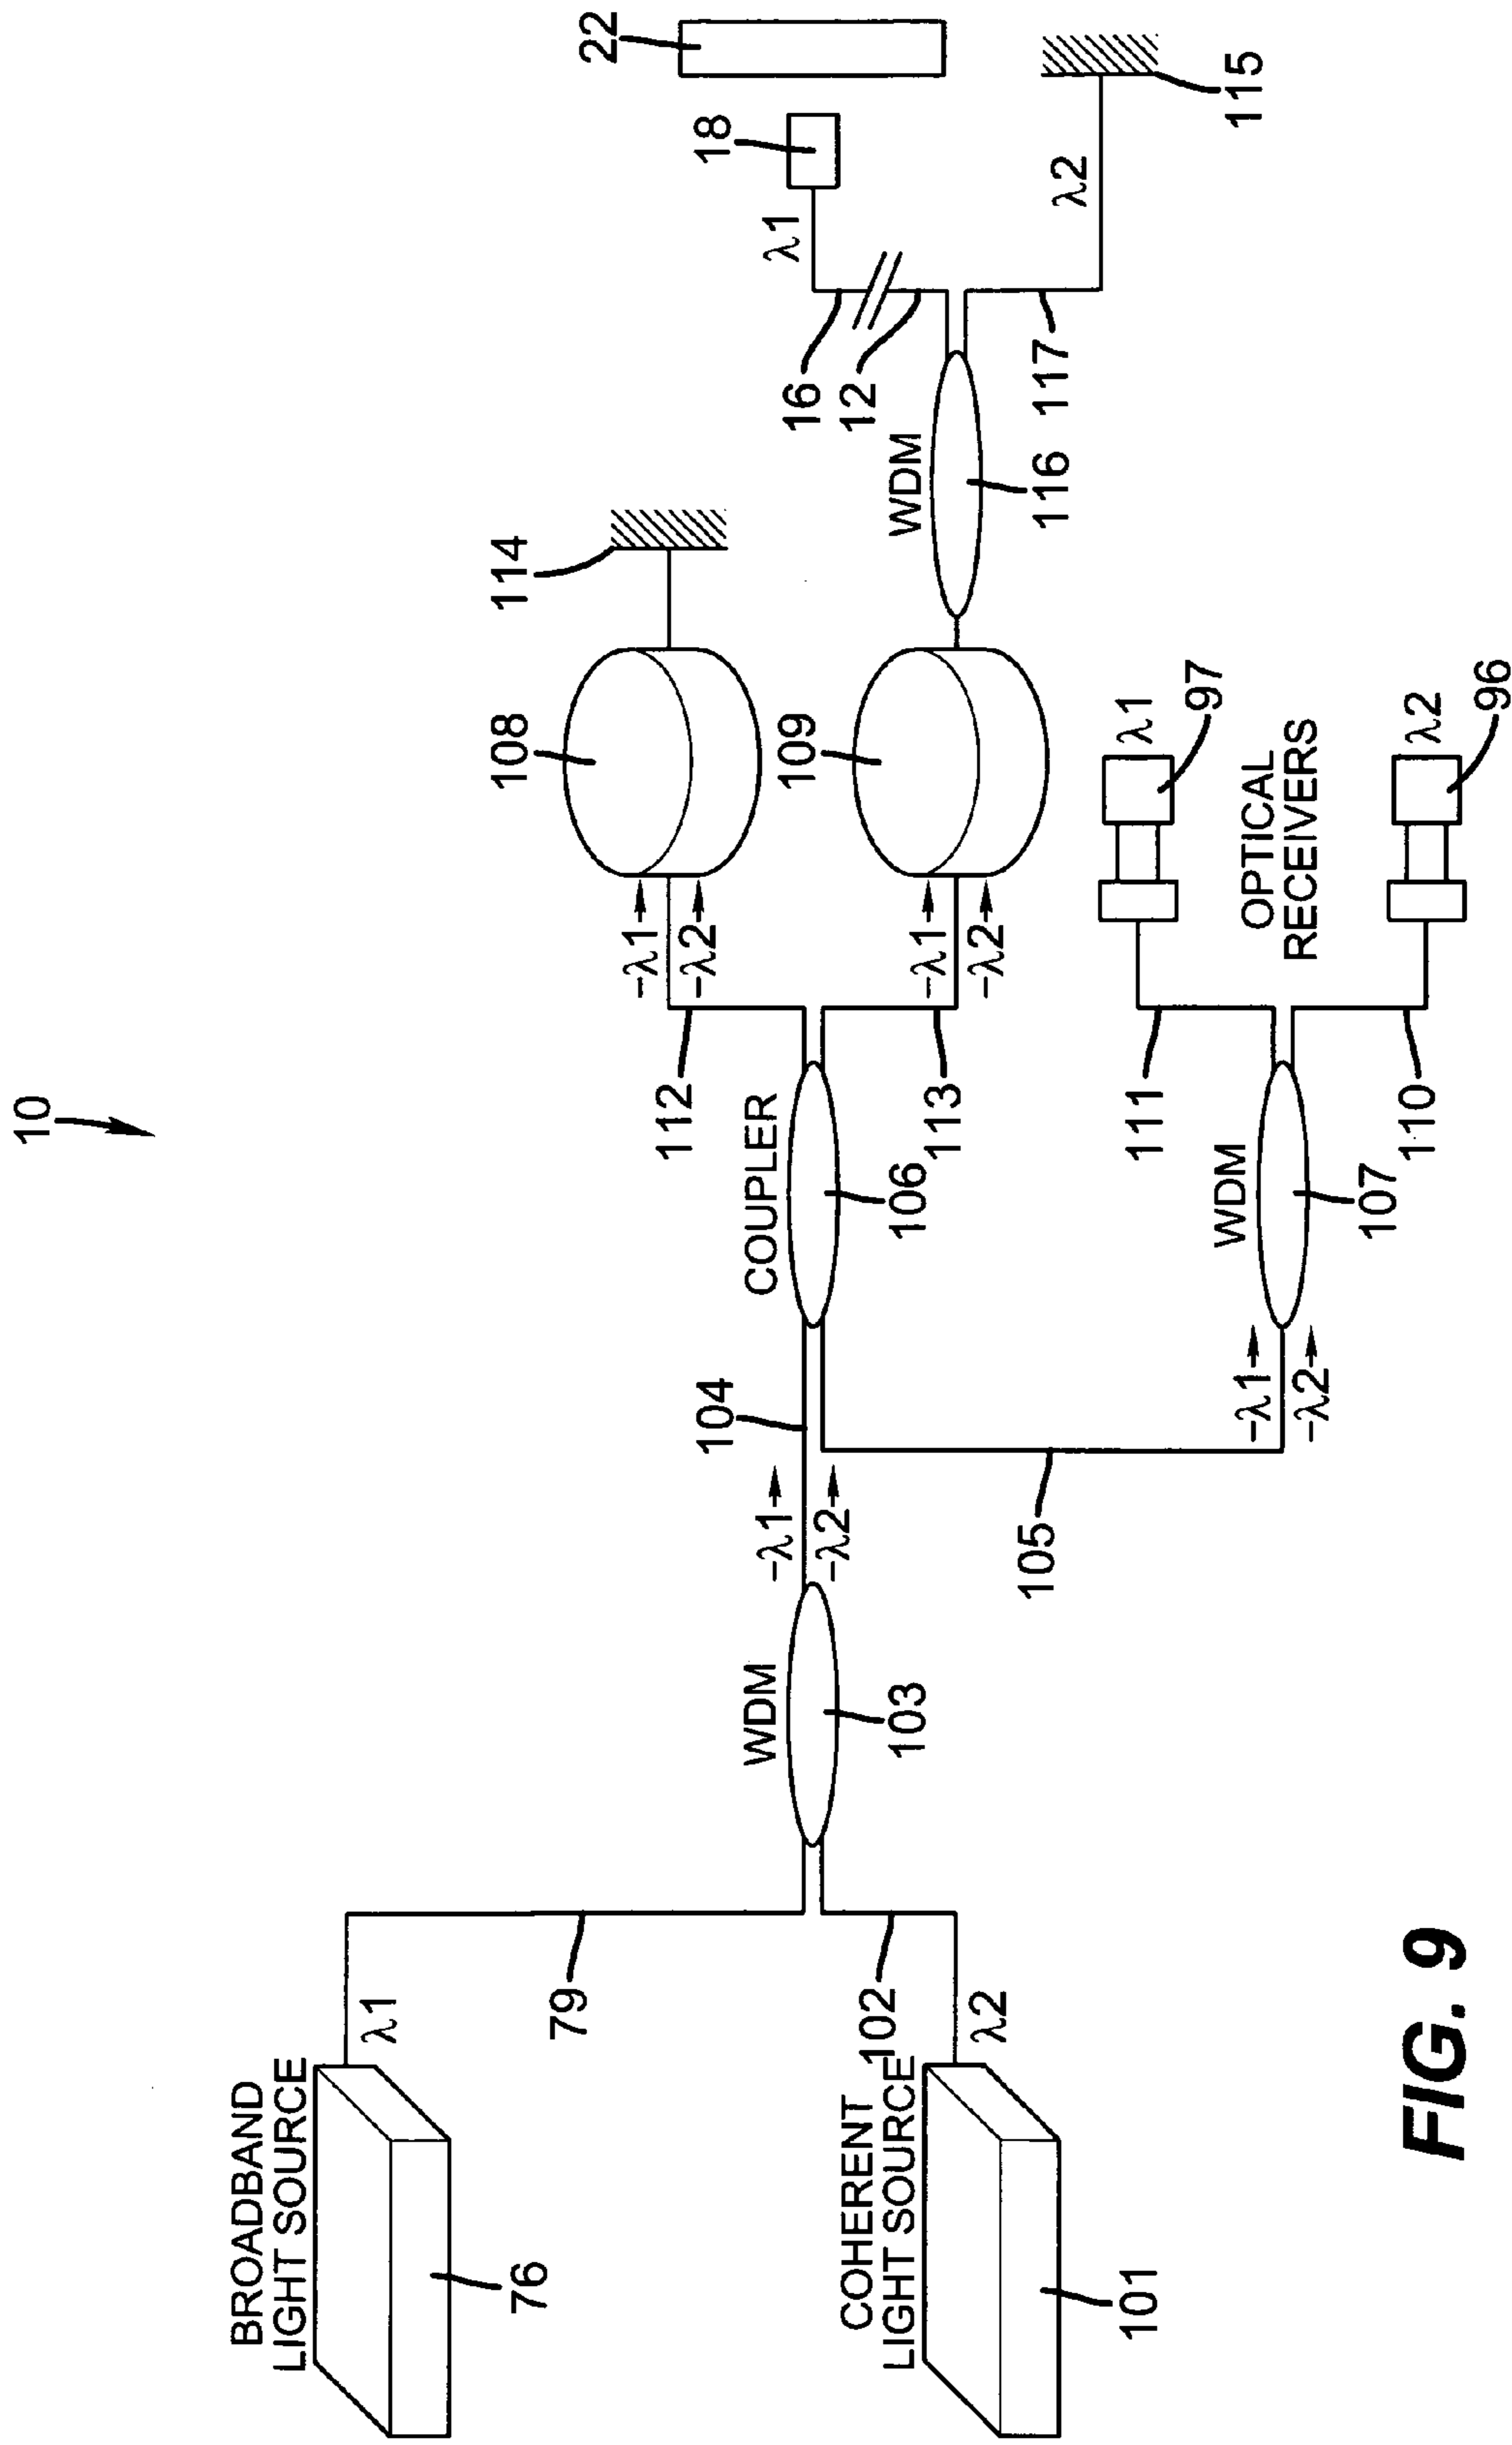 10
BROADBAND
LIGHT SOURCE
76
λ1
79
COHERENT
LIGHT SOURCE
101
λ2
102
WDM
103
-λ1
-λ2
104
105
COUPLER
106
112
113
-λ1
-λ2
108
114
-λ1
-λ2
109
WDM
116
16
12
117
λ1
18
22
λ2
115
-λ1
-λ2
WDM
107
111
110
OPTICAL
RECEIVERS
λ1
97
λ2
96
FIG. 9